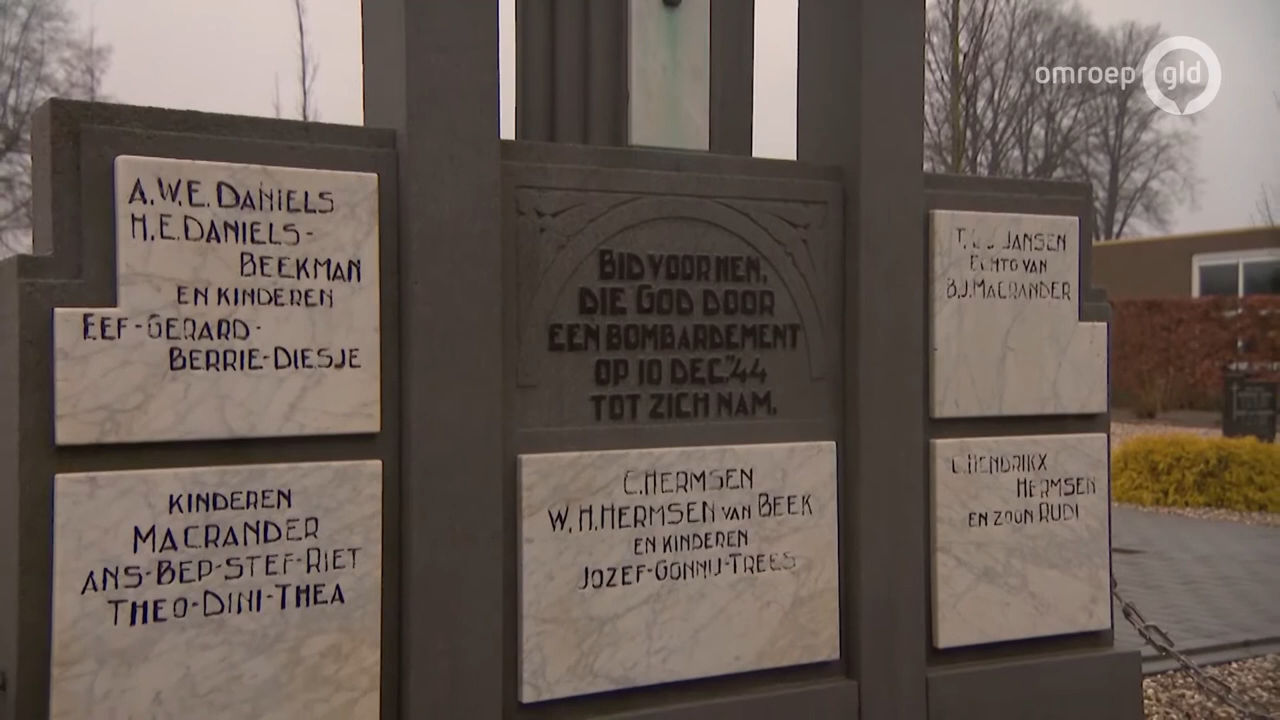 omroep gld
A.W.E. DANIELS
H.E. DANIELS-
BEEKMAN
EN KINDEREN
EEF-GERARD-
BERRIE-DIESJE
KINDEREN
MACRANDER
ANS-BEP-STEF-RIET
THEO-DINI-THEA
BID VOOR HEN,
DIE GOD DOOR
EEN BOMBARDEMENT
OP 10 DEC. '44
TOT ZICH NAM.
C. HERMSEN
W.H. HERMSEN VAN BEEK
EN KINDEREN
JOZEF-GONNIJ-TREES
JANSEN
ECHTG VAN
B.J. MACRANDER
HENDRIKX
HERMSEN
EN ZOON RUDI